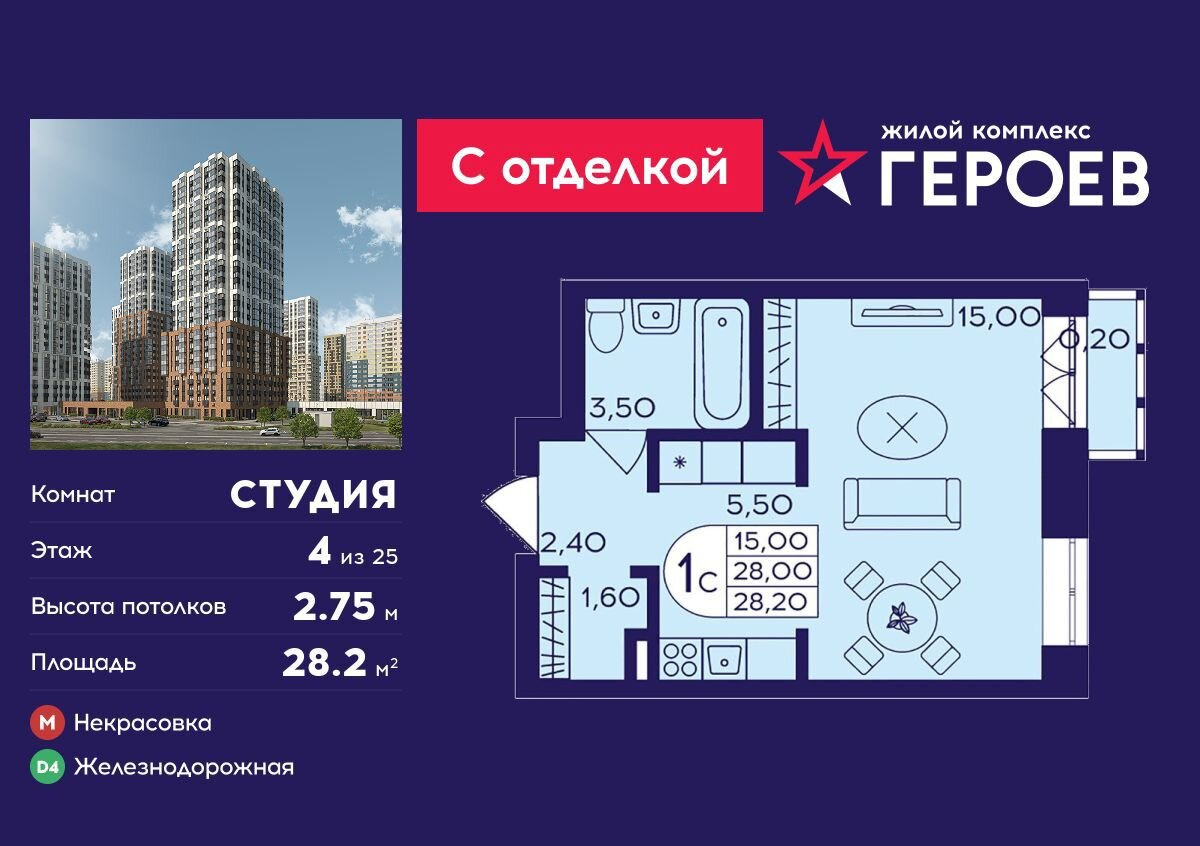 С отделкой
ЖИЛОЙ КОМПЛЕКС
ГЕРОЕВ
Комнат СТУДИЯ
Этаж 4 из 25
Высота потолков 2.75 м
Площадь 28.2 м²
М Некрасовка
D4 Железнодорожная
15,00
0,20
3,50
5,50
2,40
1С
15,00
28,00
28,20
1,60